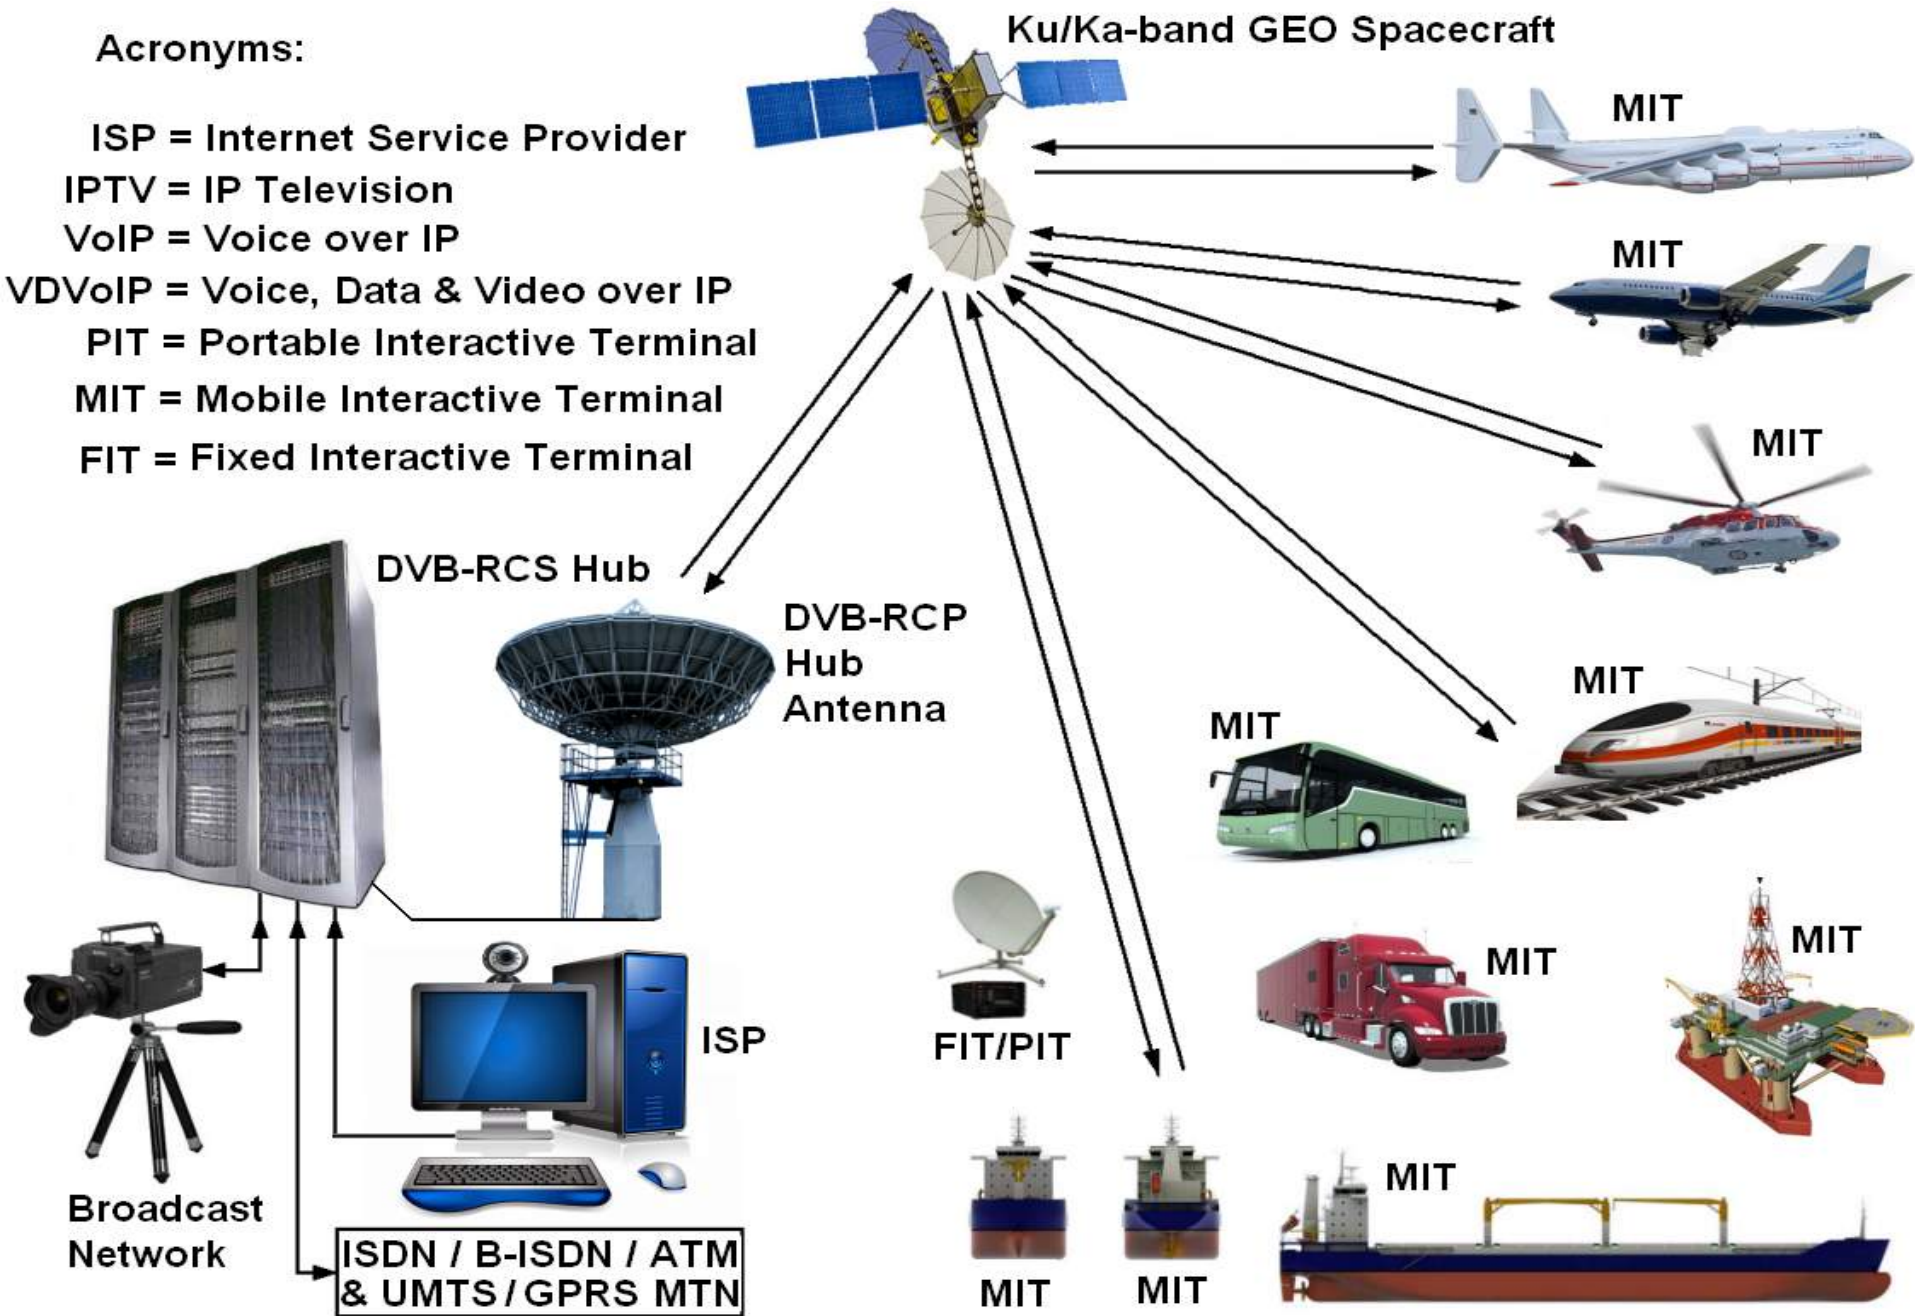 Acronyms:
ISP = Internet Service Provider
IPTV = IP Television
VoIP = Voice over IP
VDVoIP = Voice, Data & Video over IP
PIT = Portable Interactive Terminal
MIT = Mobile Interactive Terminal
FIT = Fixed Interactive Terminal
Ku/Ka-band GEO Spacecraft
MIT
MIT
MIT
DVB-RCS Hub
DVB-RCP
Hub
Antenna
MIT
MIT
MIT
MIT
FIT/PIT
ISP
MIT
MIT
MIT
Broadcast
Network
ISDN / B-ISDN / ATM
& UMTS / GPRS MTN